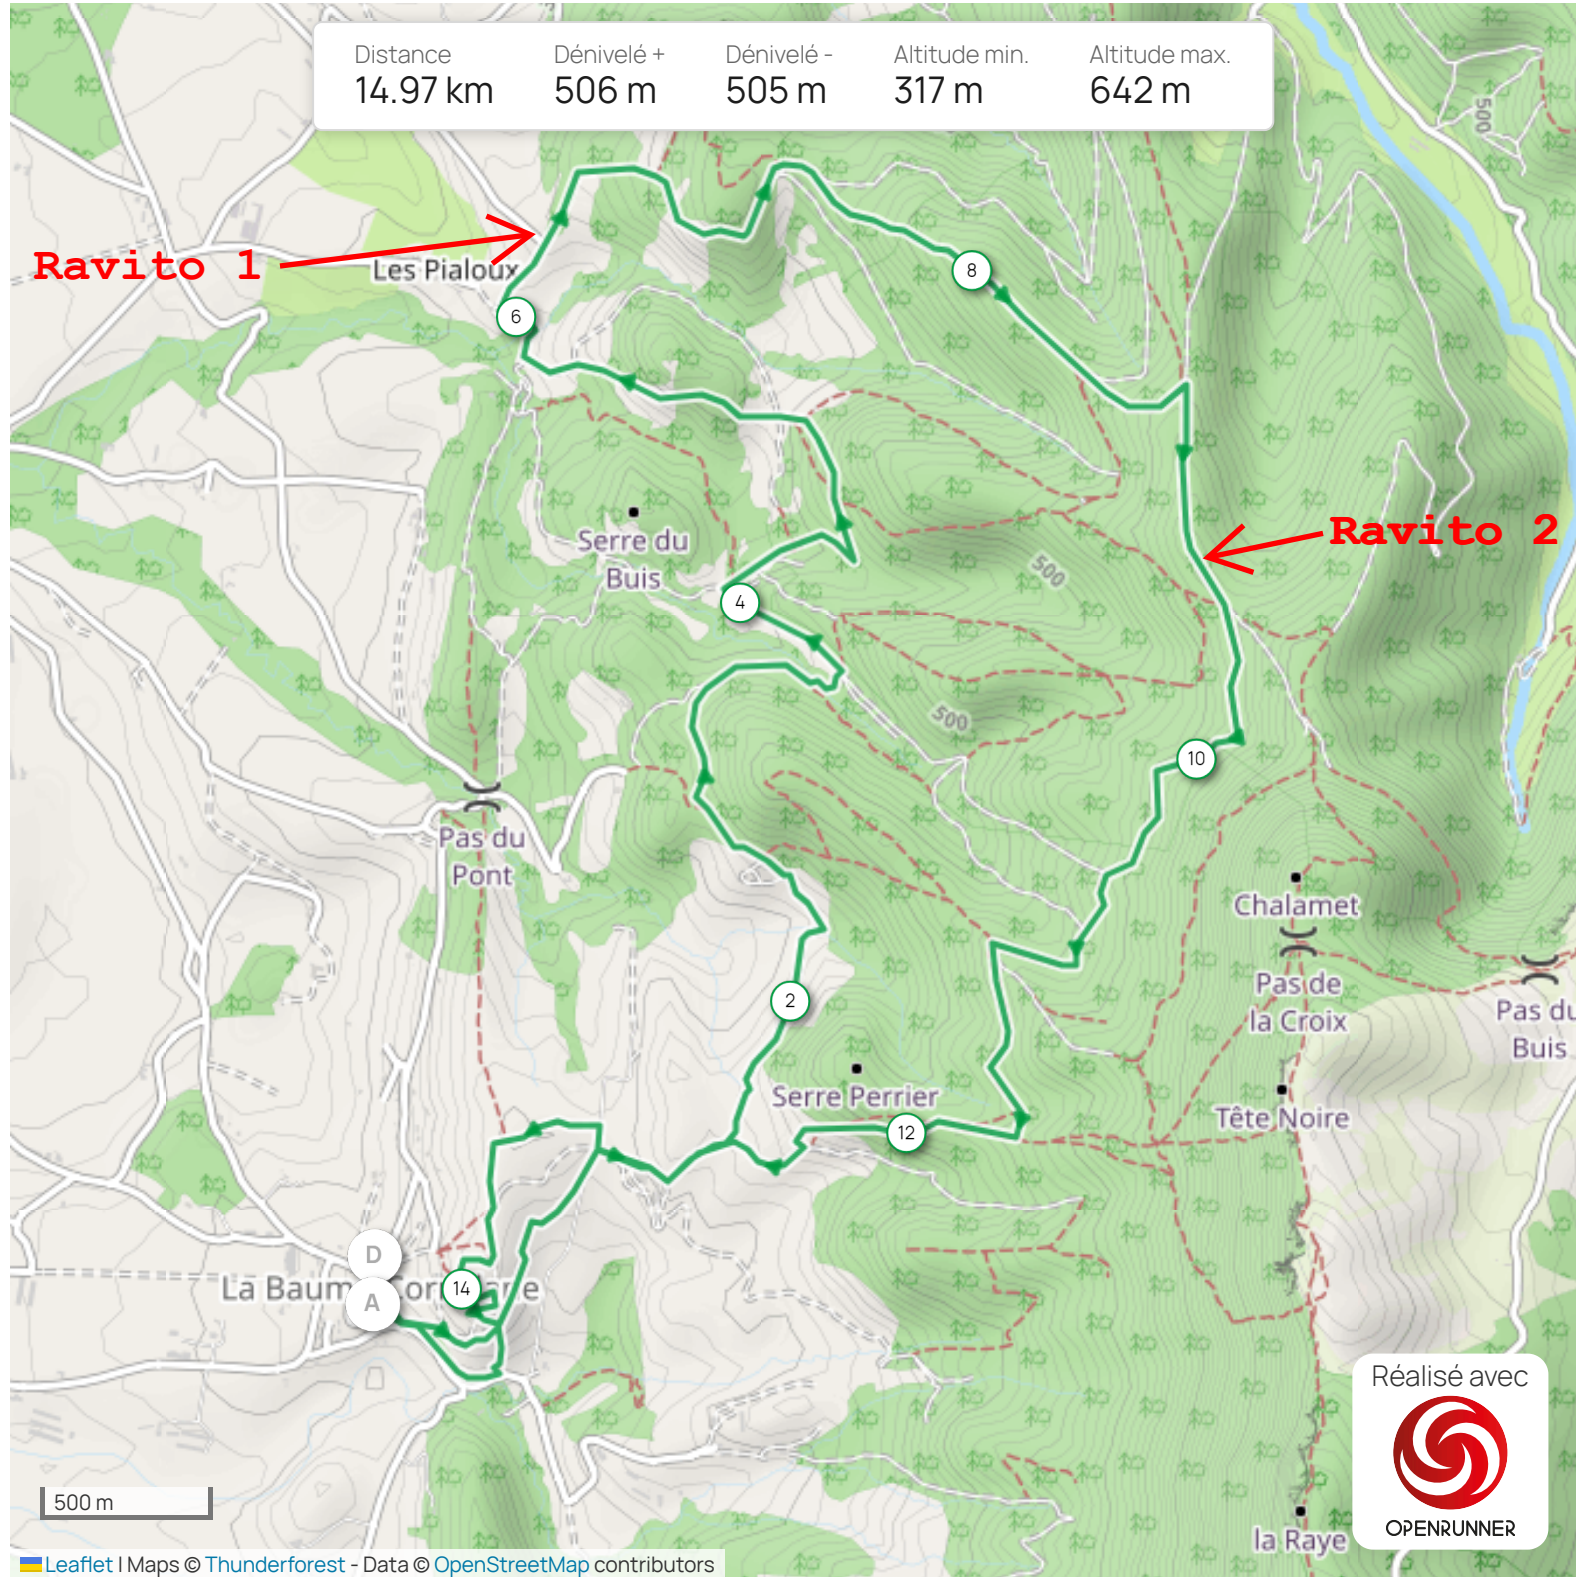 Distance
14.97 km
Dénivelé +
506 m
Dénivelé -
505 m
Altitude min.
317 m
Altitude max.
642 m
500
Ravito 1
Les Pialoux
8
6
Serre du
Buis
Ravito 2
500
4
500
10
Pas du
Pont
Chalamet
Pas de
la Croix
2
Pas du
Buis
Serre Perrier
Tête Noire
12
D
La Baum
14
A
Réalisé avec
OPENRUNNER
500 m
la Raye
Leaflet | Maps © Thunderforest - Data © OpenStreetMap contributors